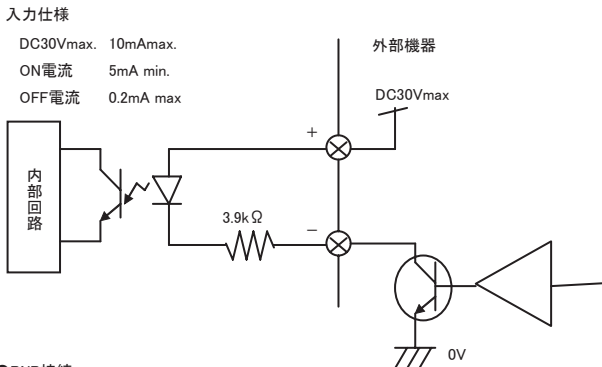 入力仕様
DC30Vmax. 10mAmax.
ON電流 5mA min.
OFF電流 0.2mA max
外部機器
DC30Vmax
+
内部回路
3.9kΩ
−
0V